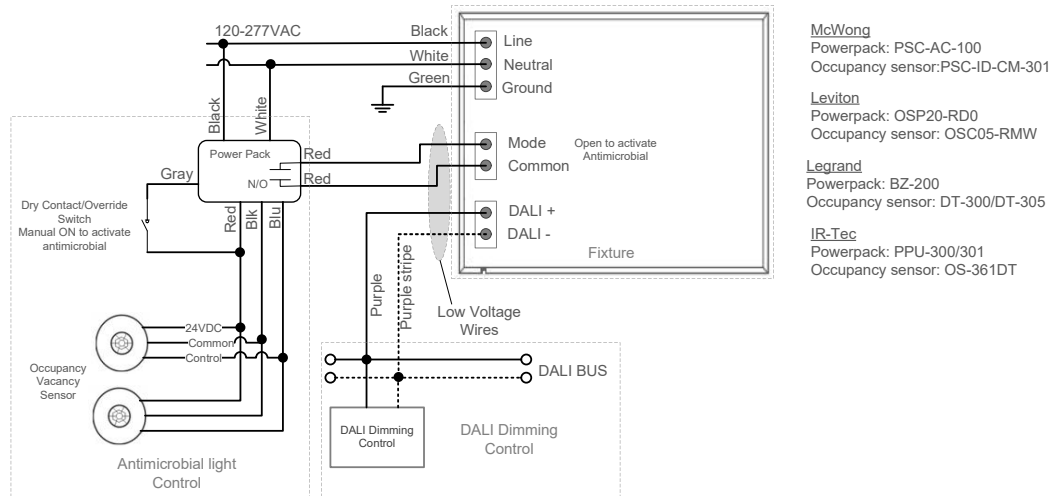 120-277VAC
Black
White
Green
Line
Neutral
Ground
Black
White
Power Pack
N/O
Red
Red
Mode
Common
Open to activate
Antimicrobial
Gray
Dry Contact/Override
Switch
Manual ON to activate
antimicrobial
Red
Blk
Blu
DALI +
DALI -
Fixture
Purple
Purple stripe
Low Voltage
Wires
24VDC
Common
Control
Occupancy
Vacancy
Sensor
DALI BUS
DALI Dimming
Control
DALI Dimming
Control
Antimicrobial light
Control
McWong
Powerpack: PSC-AC-100
Occupancy sensor:PSC-ID-CM-301
Leviton
Powerpack: OSP20-RD0
Occupancy sensor: OSC05-RMW
Legrand
Powerpack: BZ-200
Occupancy sensor: DT-300/DT-305
IR-Tec
Powerpack: PPU-300/301
Occupancy sensor: OS-361DT